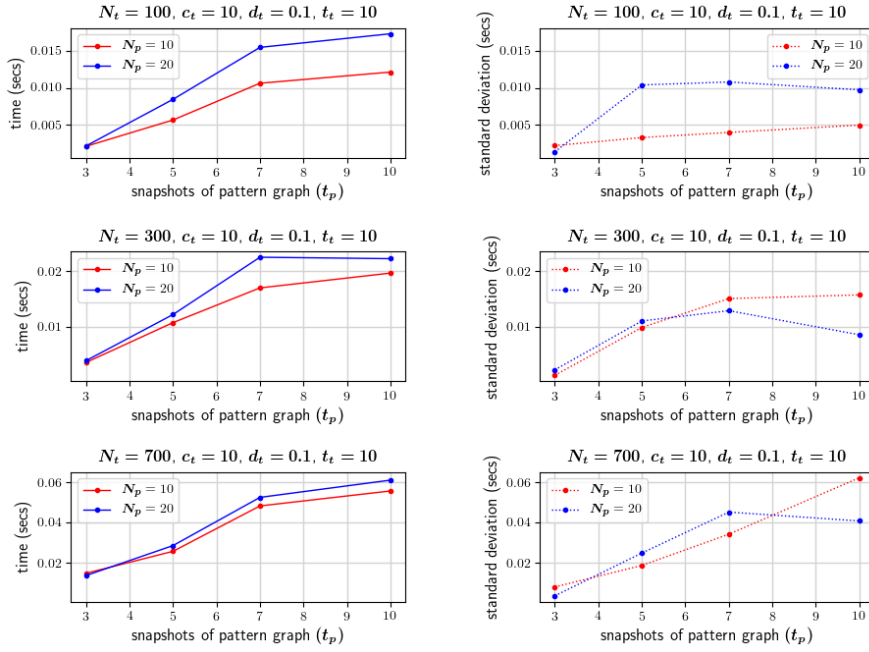 N_t = 100, c_t = 10, d_t = 0.1, t_t = 10
time (secs)
0.015
0.010
0.005
N_p = 10
N_p = 20
3 4 5 6 7 8 9 10
snapshots of pattern graph (t_p)
N_t = 100, c_t = 10, d_t = 0.1, t_t = 10
standard deviation (secs)
0.015
0.010
0.005
N_p = 10
N_p = 20
3 4 5 6 7 8 9 10
snapshots of pattern graph (t_p)
N_t = 300, c_t = 10, d_t = 0.1, t_t = 10
time (secs)
0.02
0.01
N_p = 10
N_p = 20
3 4 5 6 7 8 9 10
snapshots of pattern graph (t_p)
N_t = 300, c_t = 10, d_t = 0.1, t_t = 10
standard deviation (secs)
0.02
0.01
N_p = 10
N_p = 20
3 4 5 6 7 8 9 10
snapshots of pattern graph (t_p)
N_t = 700, c_t = 10, d_t = 0.1, t_t = 10
time (secs)
0.06
0.04
0.02
N_p = 10
N_p = 20
3 4 5 6 7 8 9 10
snapshots of pattern graph (t_p)
N_t = 700, c_t = 10, d_t = 0.1, t_t = 10
standard deviation (secs)
0.06
0.04
0.02
N_p = 10
N_p = 20
3 4 5 6 7 8 9 10
snapshots of pattern graph (t_p)